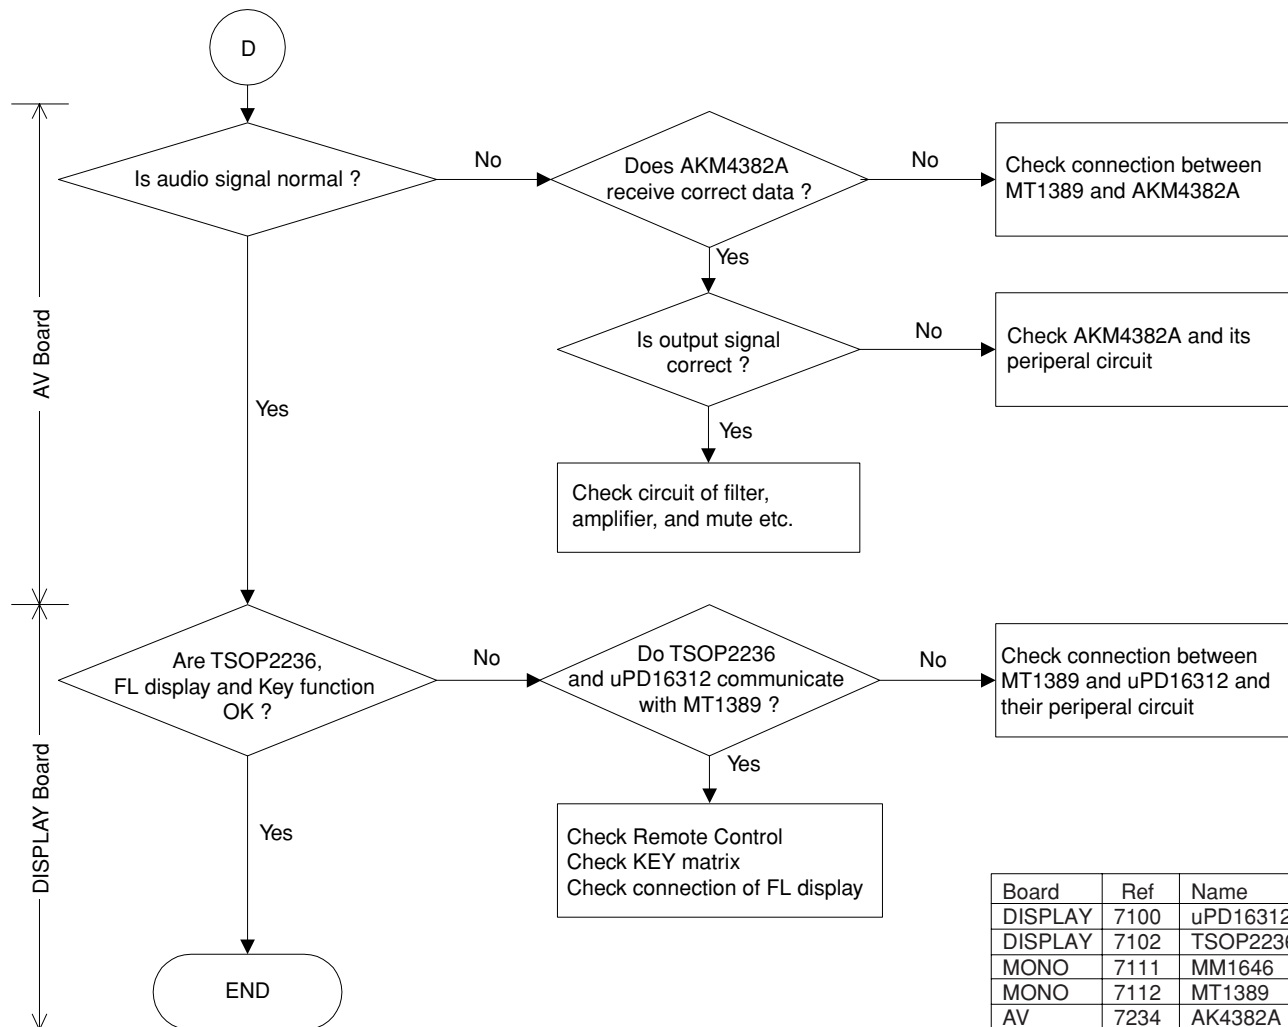 D
Is audio signal normal ?
No
Does AKM4382A
receive correct data ?
No
Check connection between
MT1389 and AKM4382A
Yes
Is output signal
correct ?
No
Check AKM4382A and its
periperal circuit
Yes
Check circuit of filter,
amplifier, and mute etc.
AV Board
Yes
Are TSOP2236,
FL display and Key function
OK ?
No
Do TSOP2236
and uPD16312 communicate
with MT1389 ?
No
Check connection between
MT1389 and uPD16312 and
their periperal circuit
Yes
Check Remote Control
Check KEY matrix
Check connection of FL display
DISPLAY Board
Yes
END
Board Ref Name
DISPLAY 7100 uPD16312
DISPLAY 7102 TSOP2236
MONO 7111 MM1646
MONO 7112 MT1389
AV 7234 AK4382A